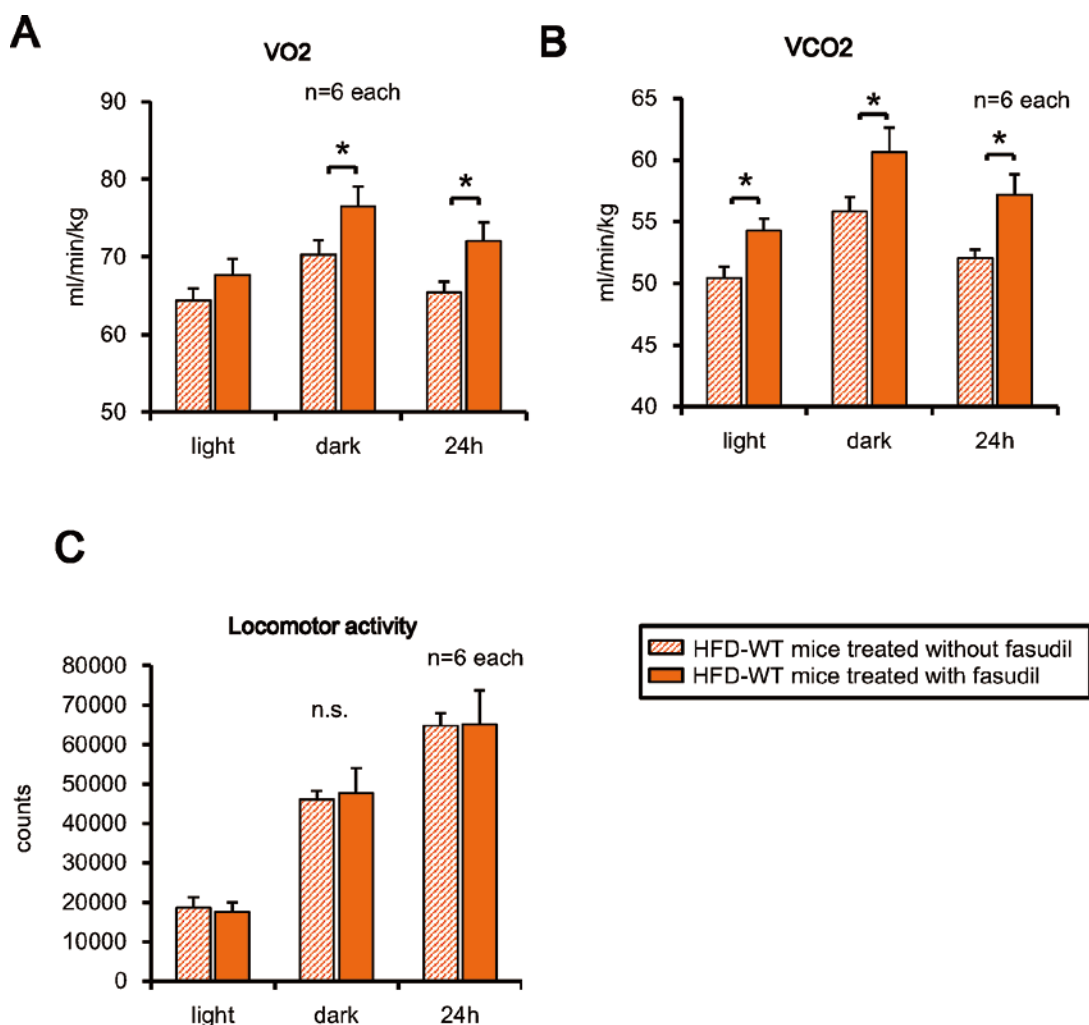 A
VO2
n=6 each
90
80
70
60
50
ml/min/kg
*
*
light dark 24h
B
VCO2
n=6 each
65
60
55
50
45
40
ml/min/kg
*
*
*
light dark 24h
C
Locomotor activity
n=6 each
80000
70000
60000
50000
40000
30000
20000
10000
0
counts
n.s.
light dark 24h
HFD-WT mice treated without fasudil
HFD-WT mice treated with fasudil